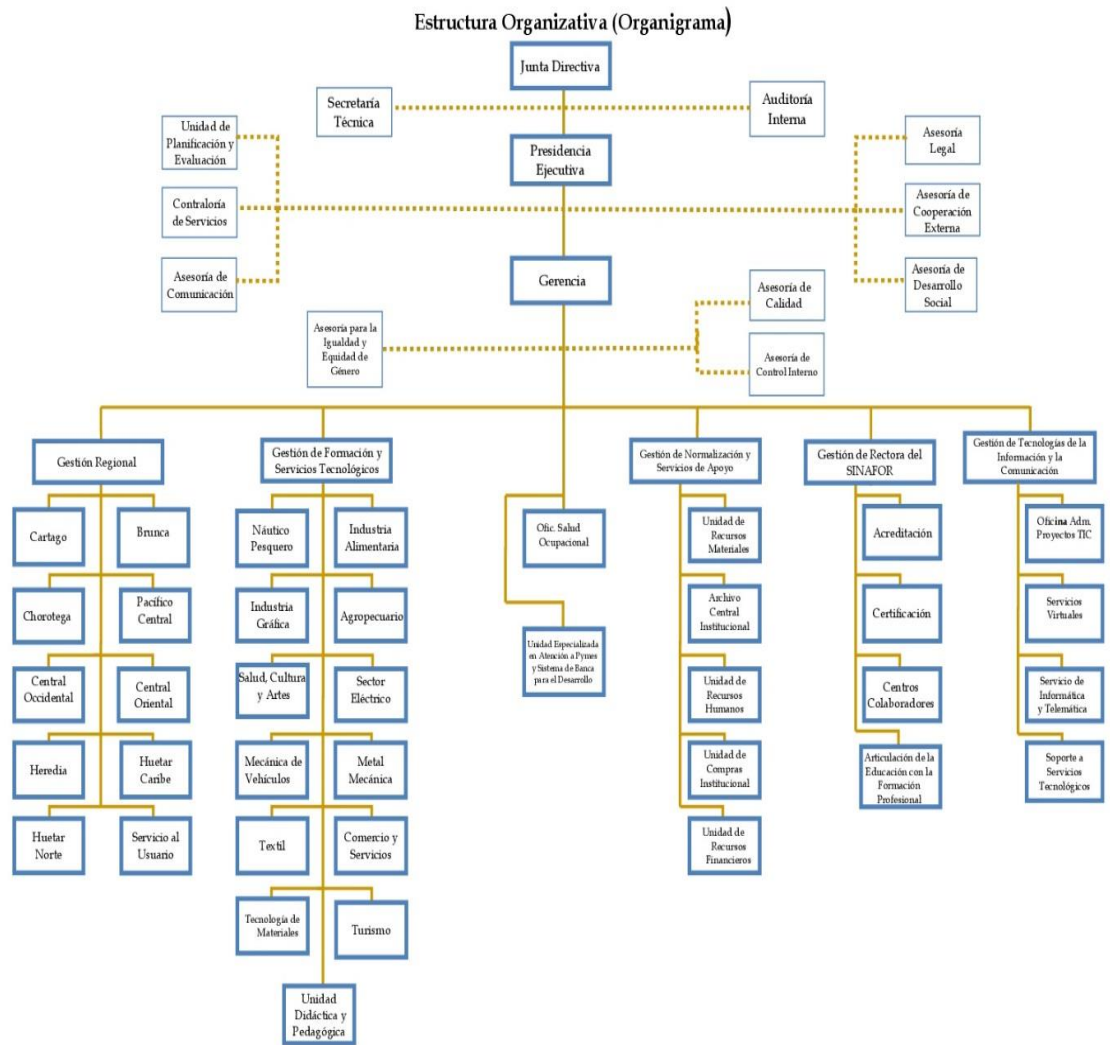 Estructura Organizativa (Organigrama)
Junta Directiva
Secretaría
Técnica
Auditoría
Interna
Unidad de
Planificación y
Evaluación
Presidencia
Ejecutiva
Asesoría
Legal
Contraloría
de Servicios
Asesoría de
Cooperación
Externa
Asesoría de
Comunicación
Gerencia
Asesoría de
Desarrollo
Social
Asesoría de
Calidad
Asesoría para la
Igualdad y
Equidad de
Género
Asesoría de
Control Interno
Gestión Regional
Gestión de Formación y
Servicios Tecnológicos
Gestión de Normalización y
Servicios de Apoyo
Gestión de Rectora del
SINAFOR
Gestión de Tecnologías de la
Información y la
Comunicación
Cartago
Brunca
Chorotega
Pacífico
Central
Central
Occidental
Central
Oriental
Heredia
Huetar
Caribe
Huetar
Norte
Servicio al
Usuario
Náutico
Pesquero
Industria
Alimentaria
Industria
Gráfica
Agropecuario
Salud, Cultura
y Artes
Sector
Eléctrico
Mecánica de
Vehículos
Metal
Mecánica
Textil
Comercio y
Servicios
Tecnología de
Materiales
Turismo
Unidad
Didáctica y
Pedagógica
Ofic. Salud
Ocupacional
Unidad Especializada
en Atención a Pymes
y Sistema de Banca
para el Desarrollo
Unidad de
Recursos
Materiales
Archivo
Central
Institucional
Unidad de
Recursos
Humanos
Unidad de
Compras
Institucional
Unidad de
Recursos
Financieros
Acreditación
Certificación
Centros
Colaboradores
Articulación de la
Educación con la
Formación
Profesional
Oficina Adm.
Proyectos TIC
Servicios
Virtuales
Servicio de
Informática
y Telemática
Soporte a
Servicios
Tecnológicos